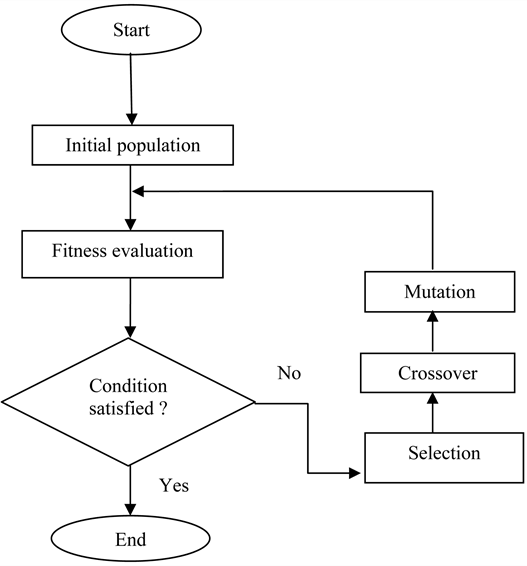 Start
Initial population
Fitness evaluation
Condition
satisfied ?
No
Yes
End
Selection
Crossover
Mutation